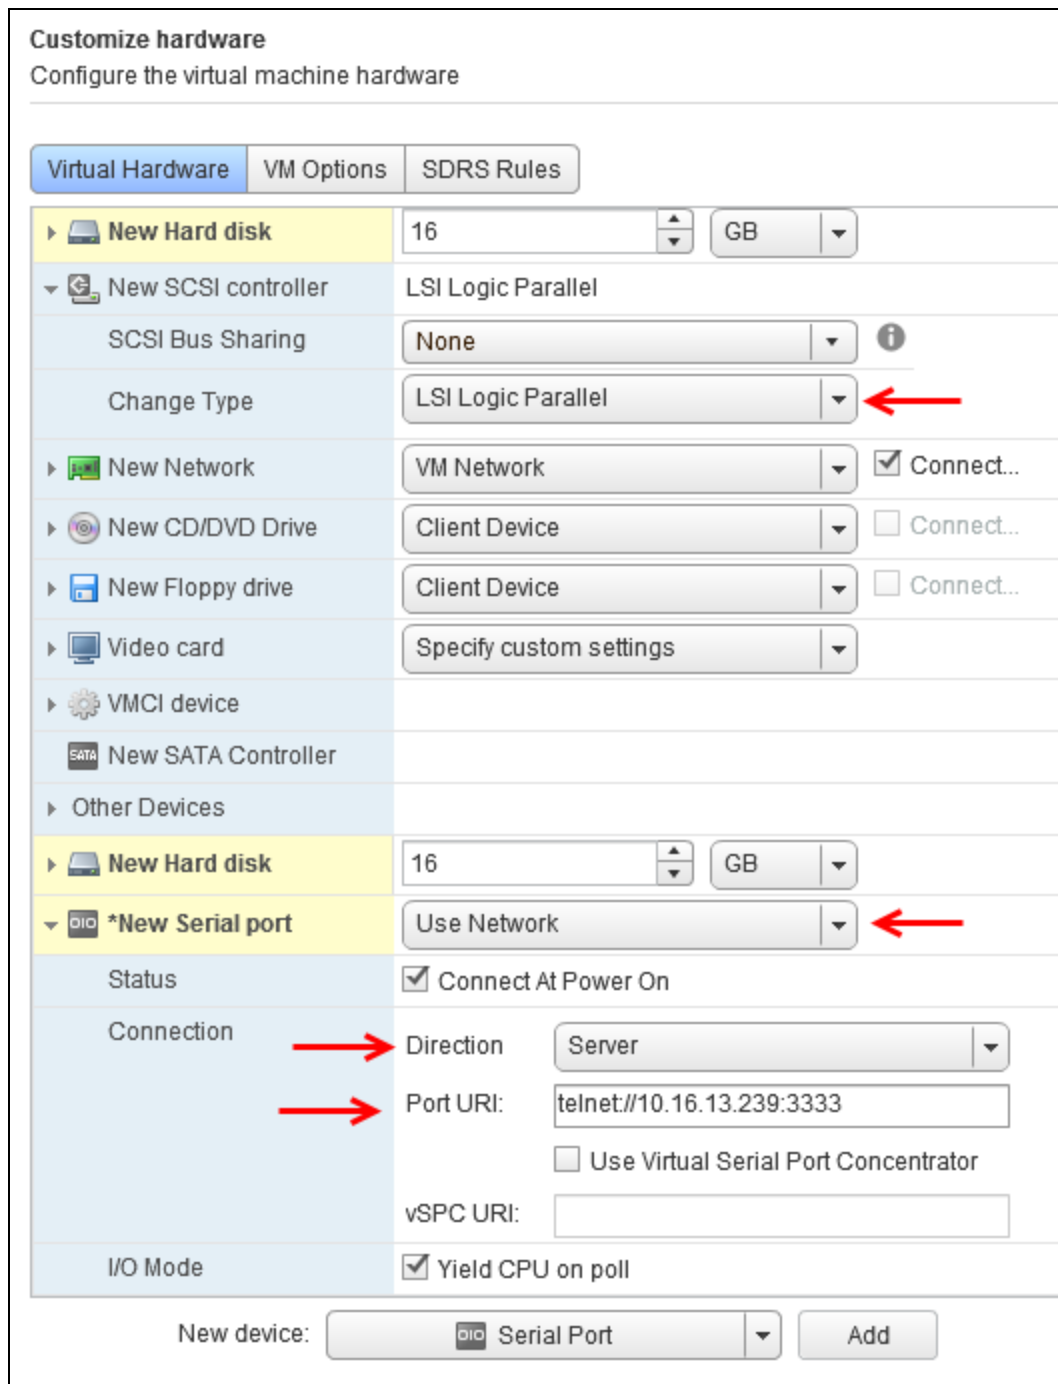 Customize hardware
Configure the virtual machine hardware
Virtual Hardware VM Options SDRS Rules
New Hard disk 16 GB
New SCSI controller LSI Logic Parallel
SCSI Bus Sharing None
Change Type LSI Logic Parallel
New Network VM Network Connect...
New CD/DVD Drive Client Device Connect...
New Floppy drive Client Device Connect...
Video card Specify custom settings
VMCI device
SATA New SATA Controller
Other Devices
New Hard disk 16 GB
*New Serial port Use Network
Status Connect At Power On
Connection Direction Server
Port URI: telnet://10.16.13.239:3333
Use Virtual Serial Port Concentrator
vSPC URI:
I/O Mode Yield CPU on poll
New device: Serial Port Add